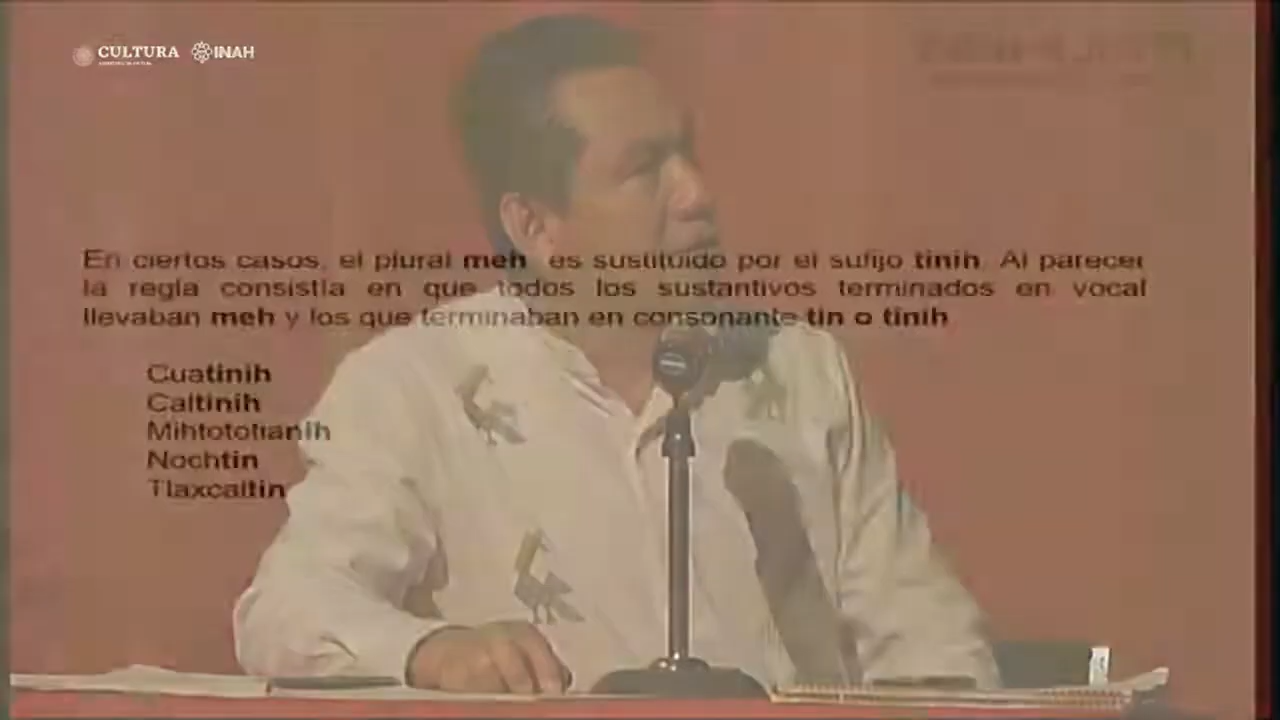 CULTURA INAH
En ciertos casos, el plural meh es sustituido por el sufijo tinih. Al parecer
la regla consistía en que todos los sustantivos terminados en vocal
llevaban meh y los que terminaban en consonante tin o tinih
Cuatinih
Caltinih
Mihtototianih
Nochtin
Tlaxcaltin